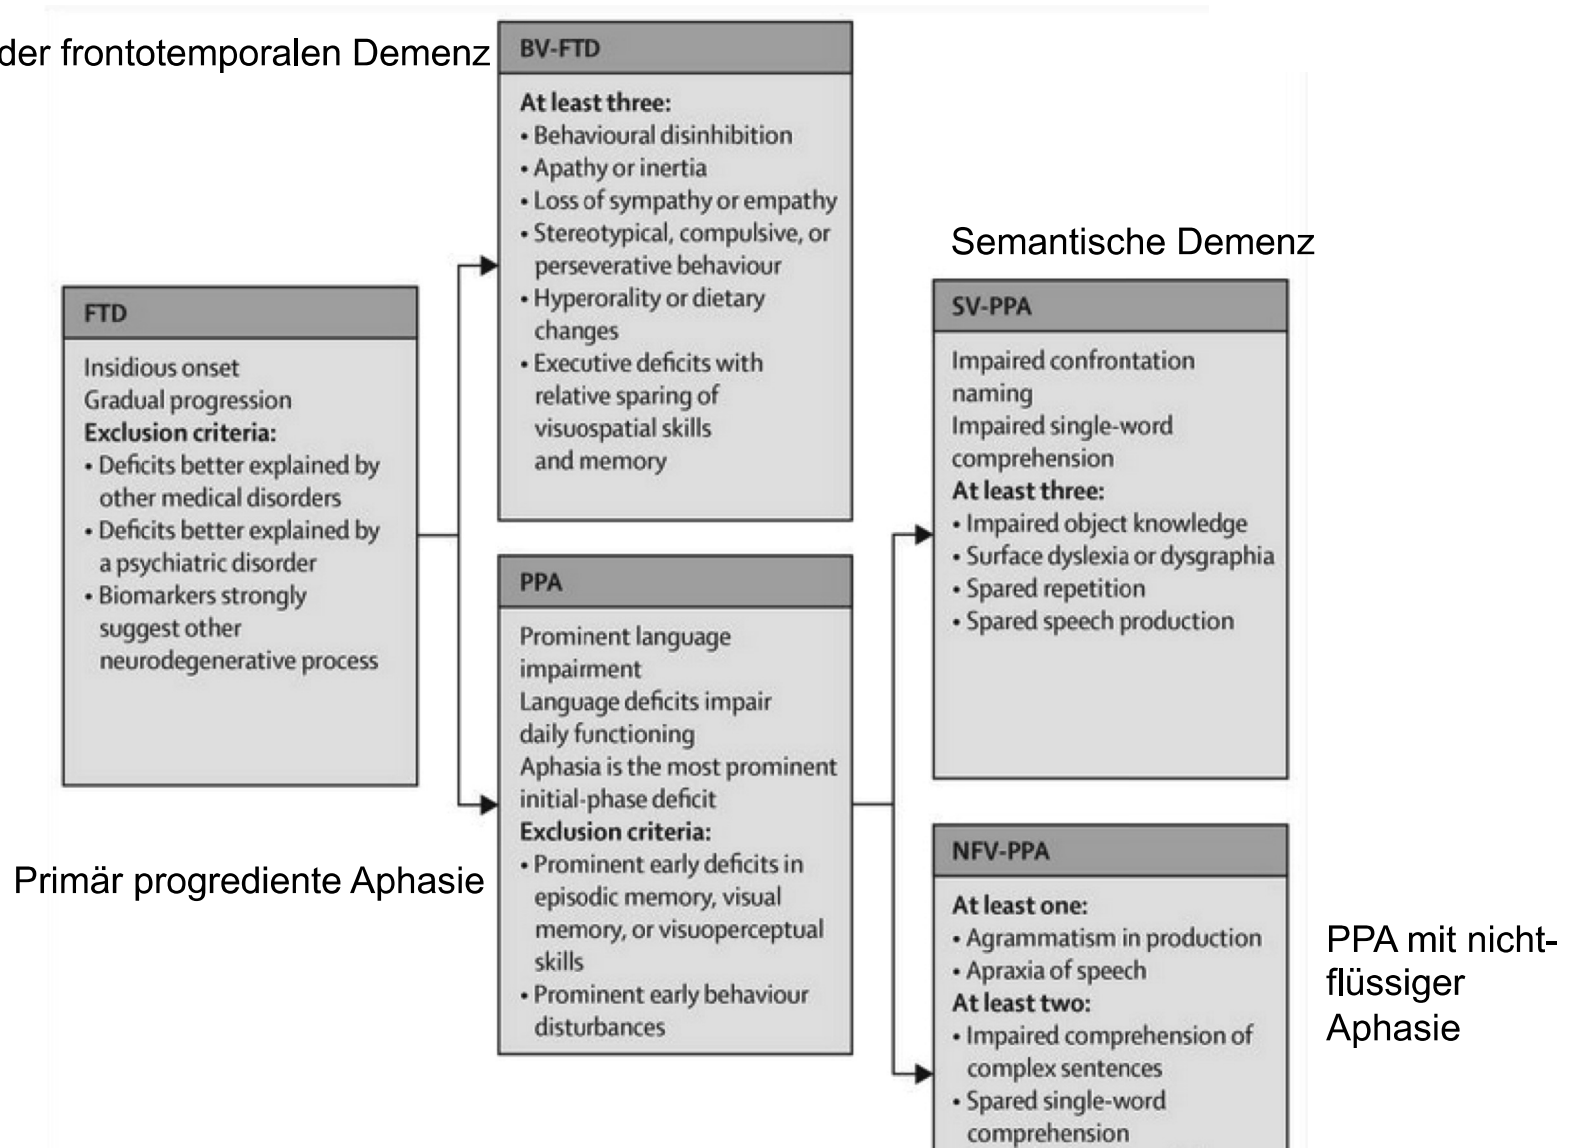 der frontotemporalen Demenz
BV-FTD
At least three:
• Behavioural disinhibition
• Apathy or inertia
• Loss of sympathy or empathy
• Stereotypical, compulsive, or
perseverative behaviour
• Hyperorality or dietary
changes
• Executive deficits with
relative sparing of
visuospatial skills
and memory
FTD
Insidious onset
Gradual progression
Exclusion criteria:
• Deficits better explained by
other medical disorders
• Deficits better explained by
a psychiatric disorder
• Biomarkers strongly
suggest other
neurodegenerative process
Primär progrediente Aphasie
PPA
Prominent language
impairment
Language deficits impair
daily functioning
Aphasia is the most prominent
initial-phase deficit
Exclusion criteria:
• Prominent early deficits in
episodic memory, visual
memory, or visuoperceptual
skills
• Prominent early behaviour
disturbances
Semantische Demenz
SV-PPA
Impaired confrontation
naming
Impaired single-word
comprehension
At least three:
• Impaired object knowledge
• Surface dyslexia or dysgraphia
• Spared repetition
• Spared speech production
NFV-PPA
At least one:
• Agrammatism in production
• Apraxia of speech
At least two:
• Impaired comprehension of
complex sentences
• Spared single-word
comprehension
PPA mit nicht-
flüssiger
Aphasie